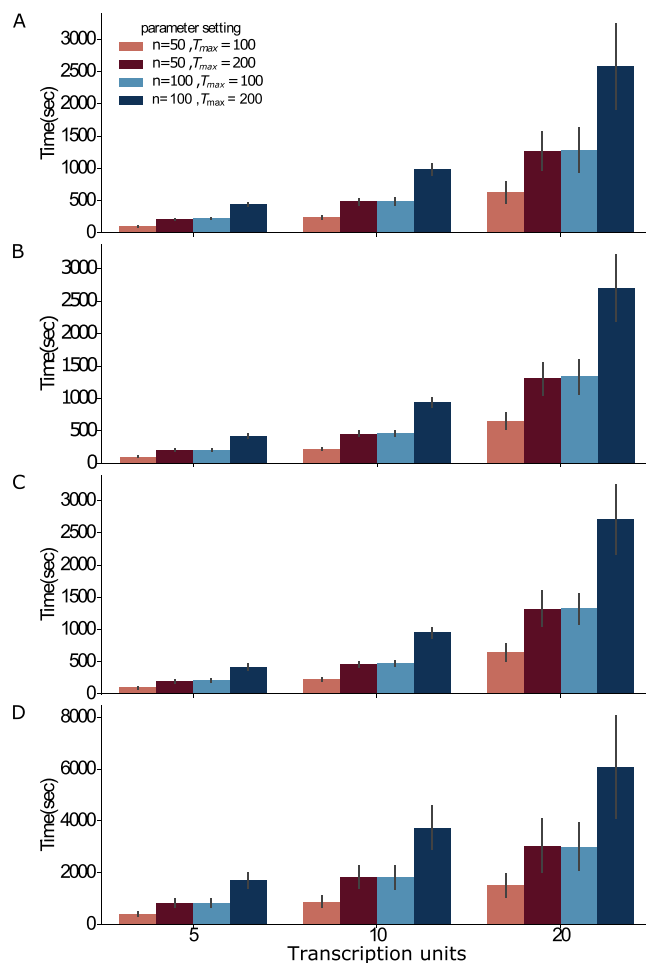 A
parameter setting
n=50 ,Tmax = 100
n=50 ,Tmax = 200
n=100 ,Tmax = 100
n=100 ,Tmax = 200
Time(sec)
3000
2500
2000
1500
1000
500
0
B
Time(sec)
3000
2500
2000
1500
1000
500
0
C
Time(sec)
3000
2500
2000
1500
1000
500
0
D
Time(sec)
8000
6000
4000
2000
0
5
10
20
Transcription units